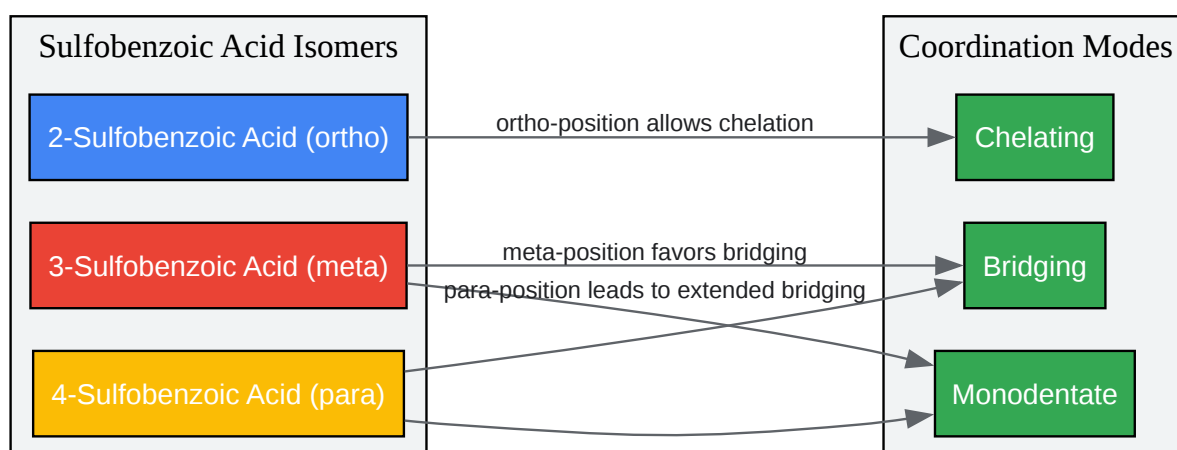 Sulfobenzoic Acid Isomers
Coordination Modes
2-Sulfobenzoic Acid (ortho)
ortho-position allows chelation
Chelating
3-Sulfobenzoic Acid (meta)
meta-position favors bridging
Bridging
para-position leads to extended bridging
4-Sulfobenzoic Acid (para)
Monodentate